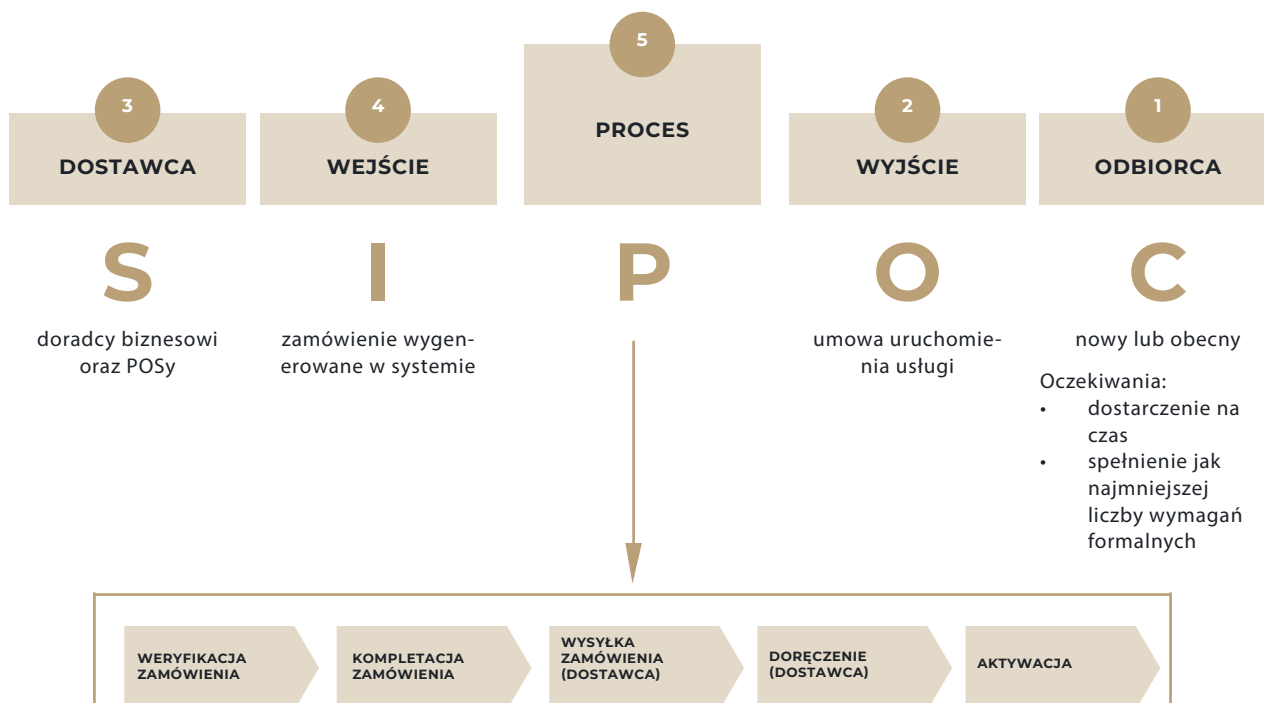 3
DOSTAWCA
4
WEJŚCIE
5
PROCES
2
WYJŚCIE
1
ODBIORCA
S
I
P
O
C
doradcy biznesowi
oraz POSy
zamówienie wygen-
erowane w systemie
umowa uruchomie-
nia usługi
nowy lub obecny
Oczekiwania:
• dostarczenie na
czas
• spełnienie jak
najmniejszej
liczby wymagań
formalnych
WERYFIKACJA
ZAMÓWIENIA
KOMPLETACJA
ZAMÓWIENIA
WYSYŁKA
ZAMÓWIENIA
(DOSTAWCA)
DORĘCZENIE
(DOSTAWCA)
AKTYWACJA